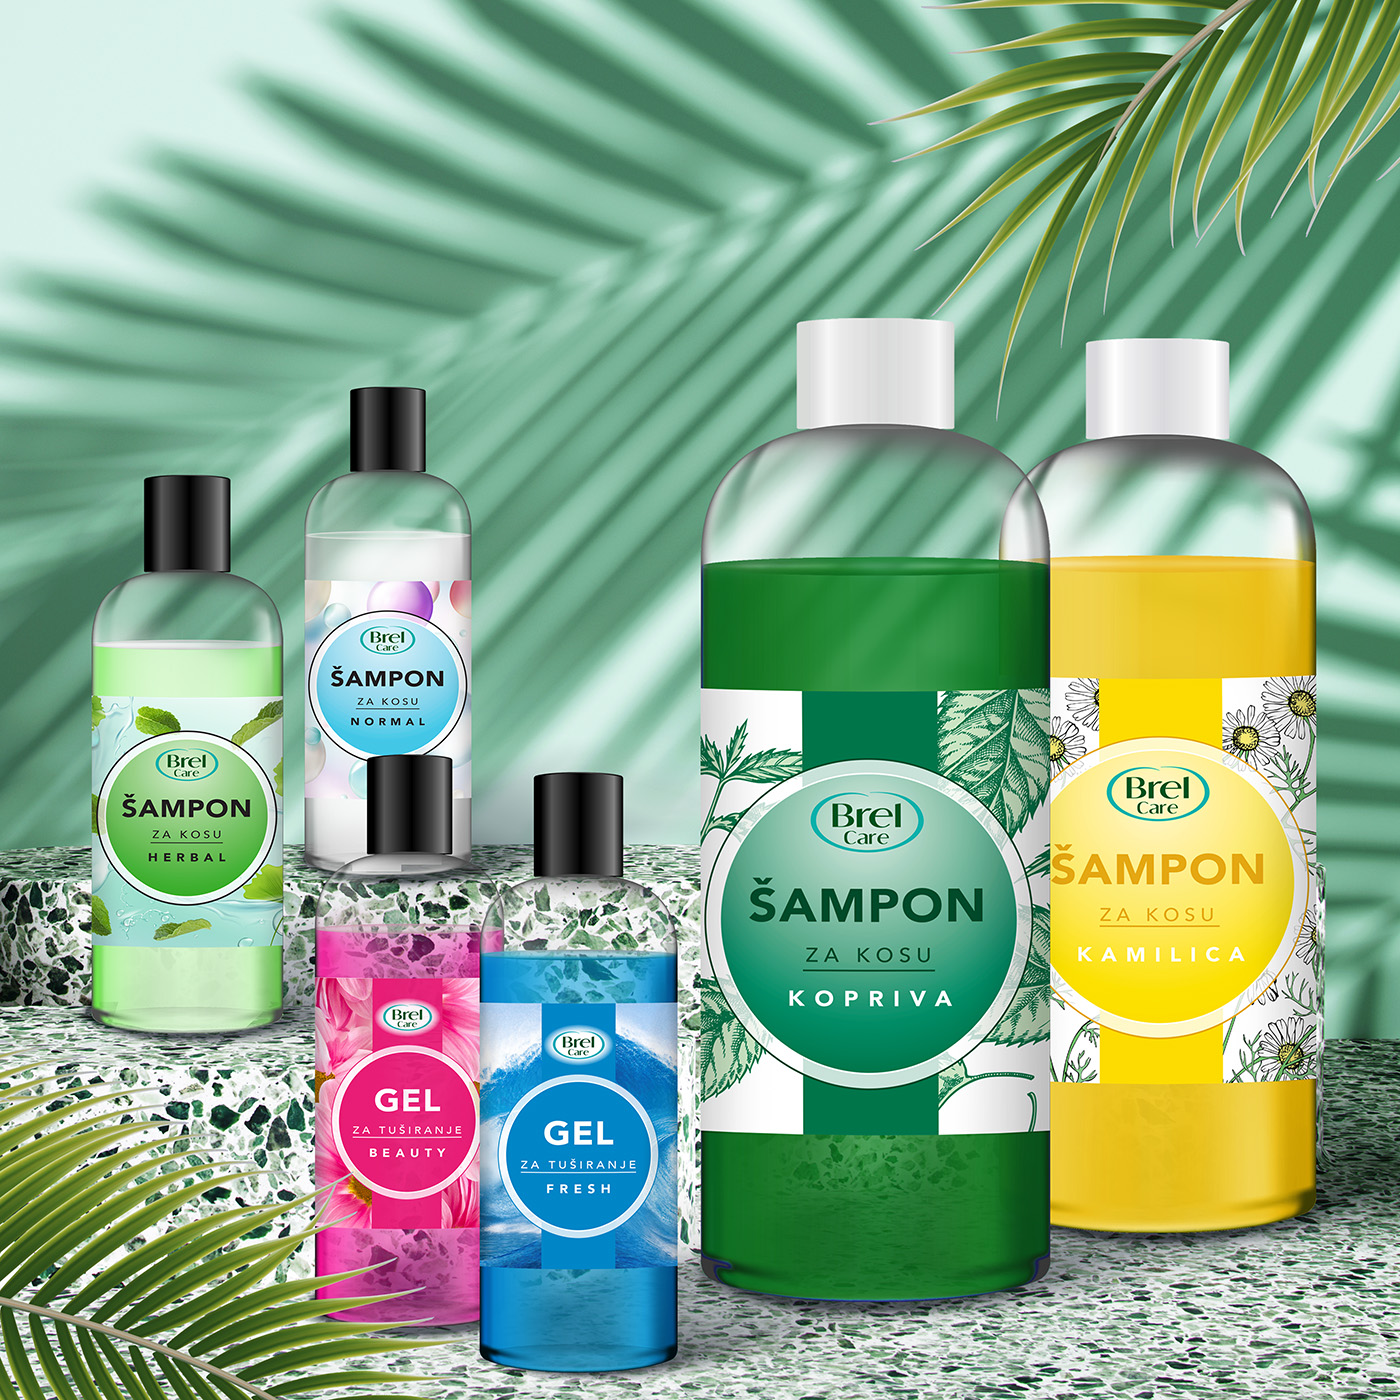 Brel
Care
ŠAMPON
ZA KOSU
NORMAL
Brel
Care
ŠAMPON
ZA KOSU
HERBAL
Brel
Care
GEL
ZA TUŠIRANJE
BEAUTY
Brel
Care
GEL
ZA TUŠIRANJE
FRESH
Brel
Care
ŠAMPON
ZA KOSU
KOPRIVA
Brel
Care
ŠAMPON
ZA KOSU
KAMILICA